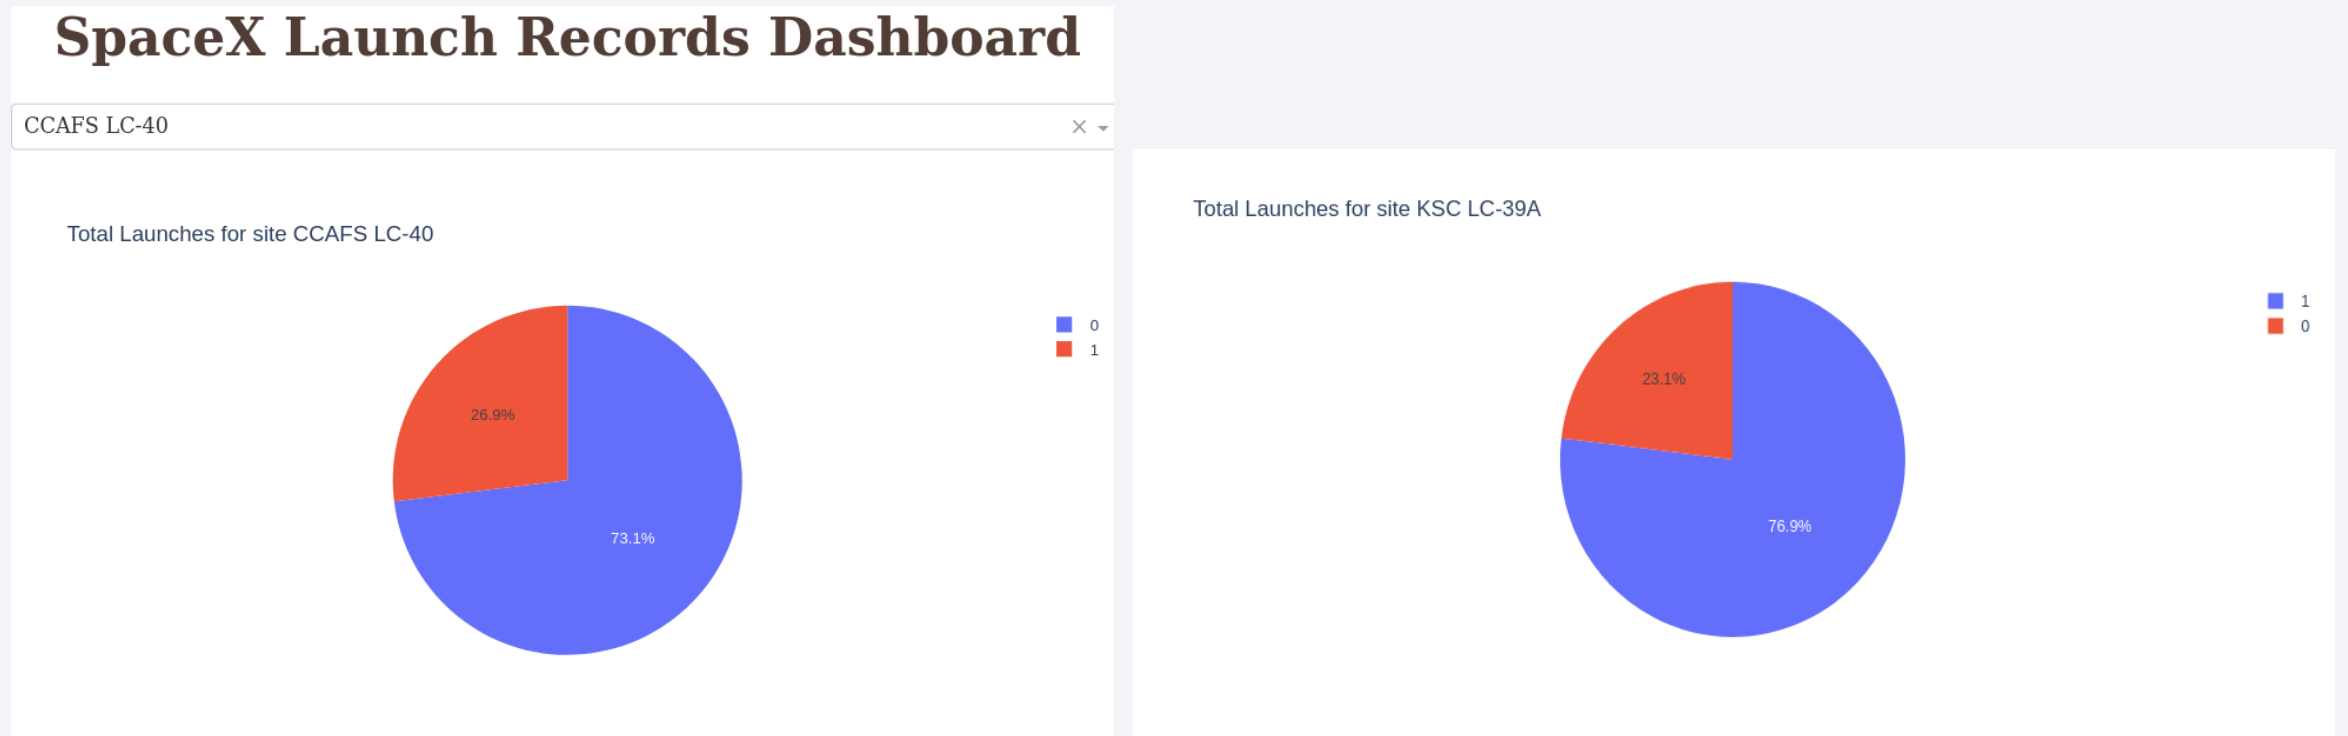 SpaceX Launch Records Dashboard
CCAFS LC-40
Total Launches for site CCAFS LC-40
0
1
26.9%
73.1%
Total Launches for site KSC LC-39A
1
0
23.1%
76.9%